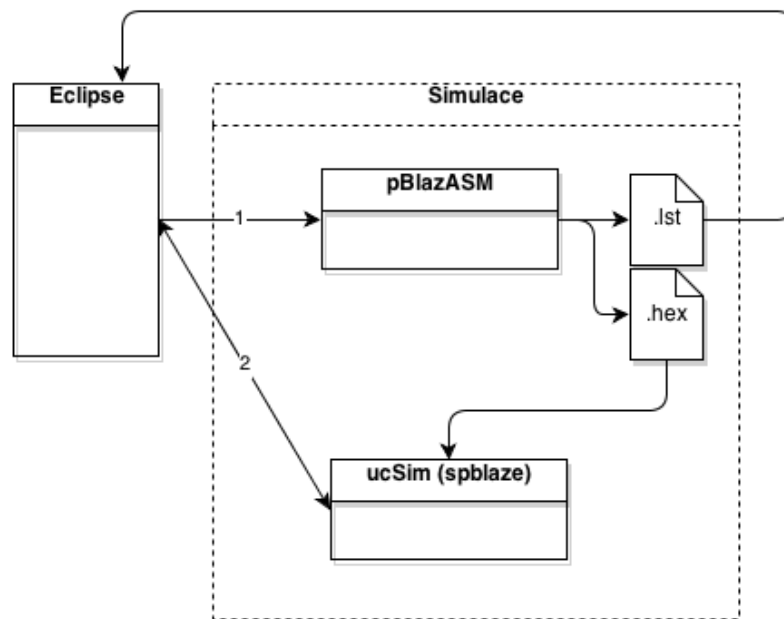 Eclipse
Simulace
pBlazASM
1
.lst
.hex
2
ucSim (spblaze)